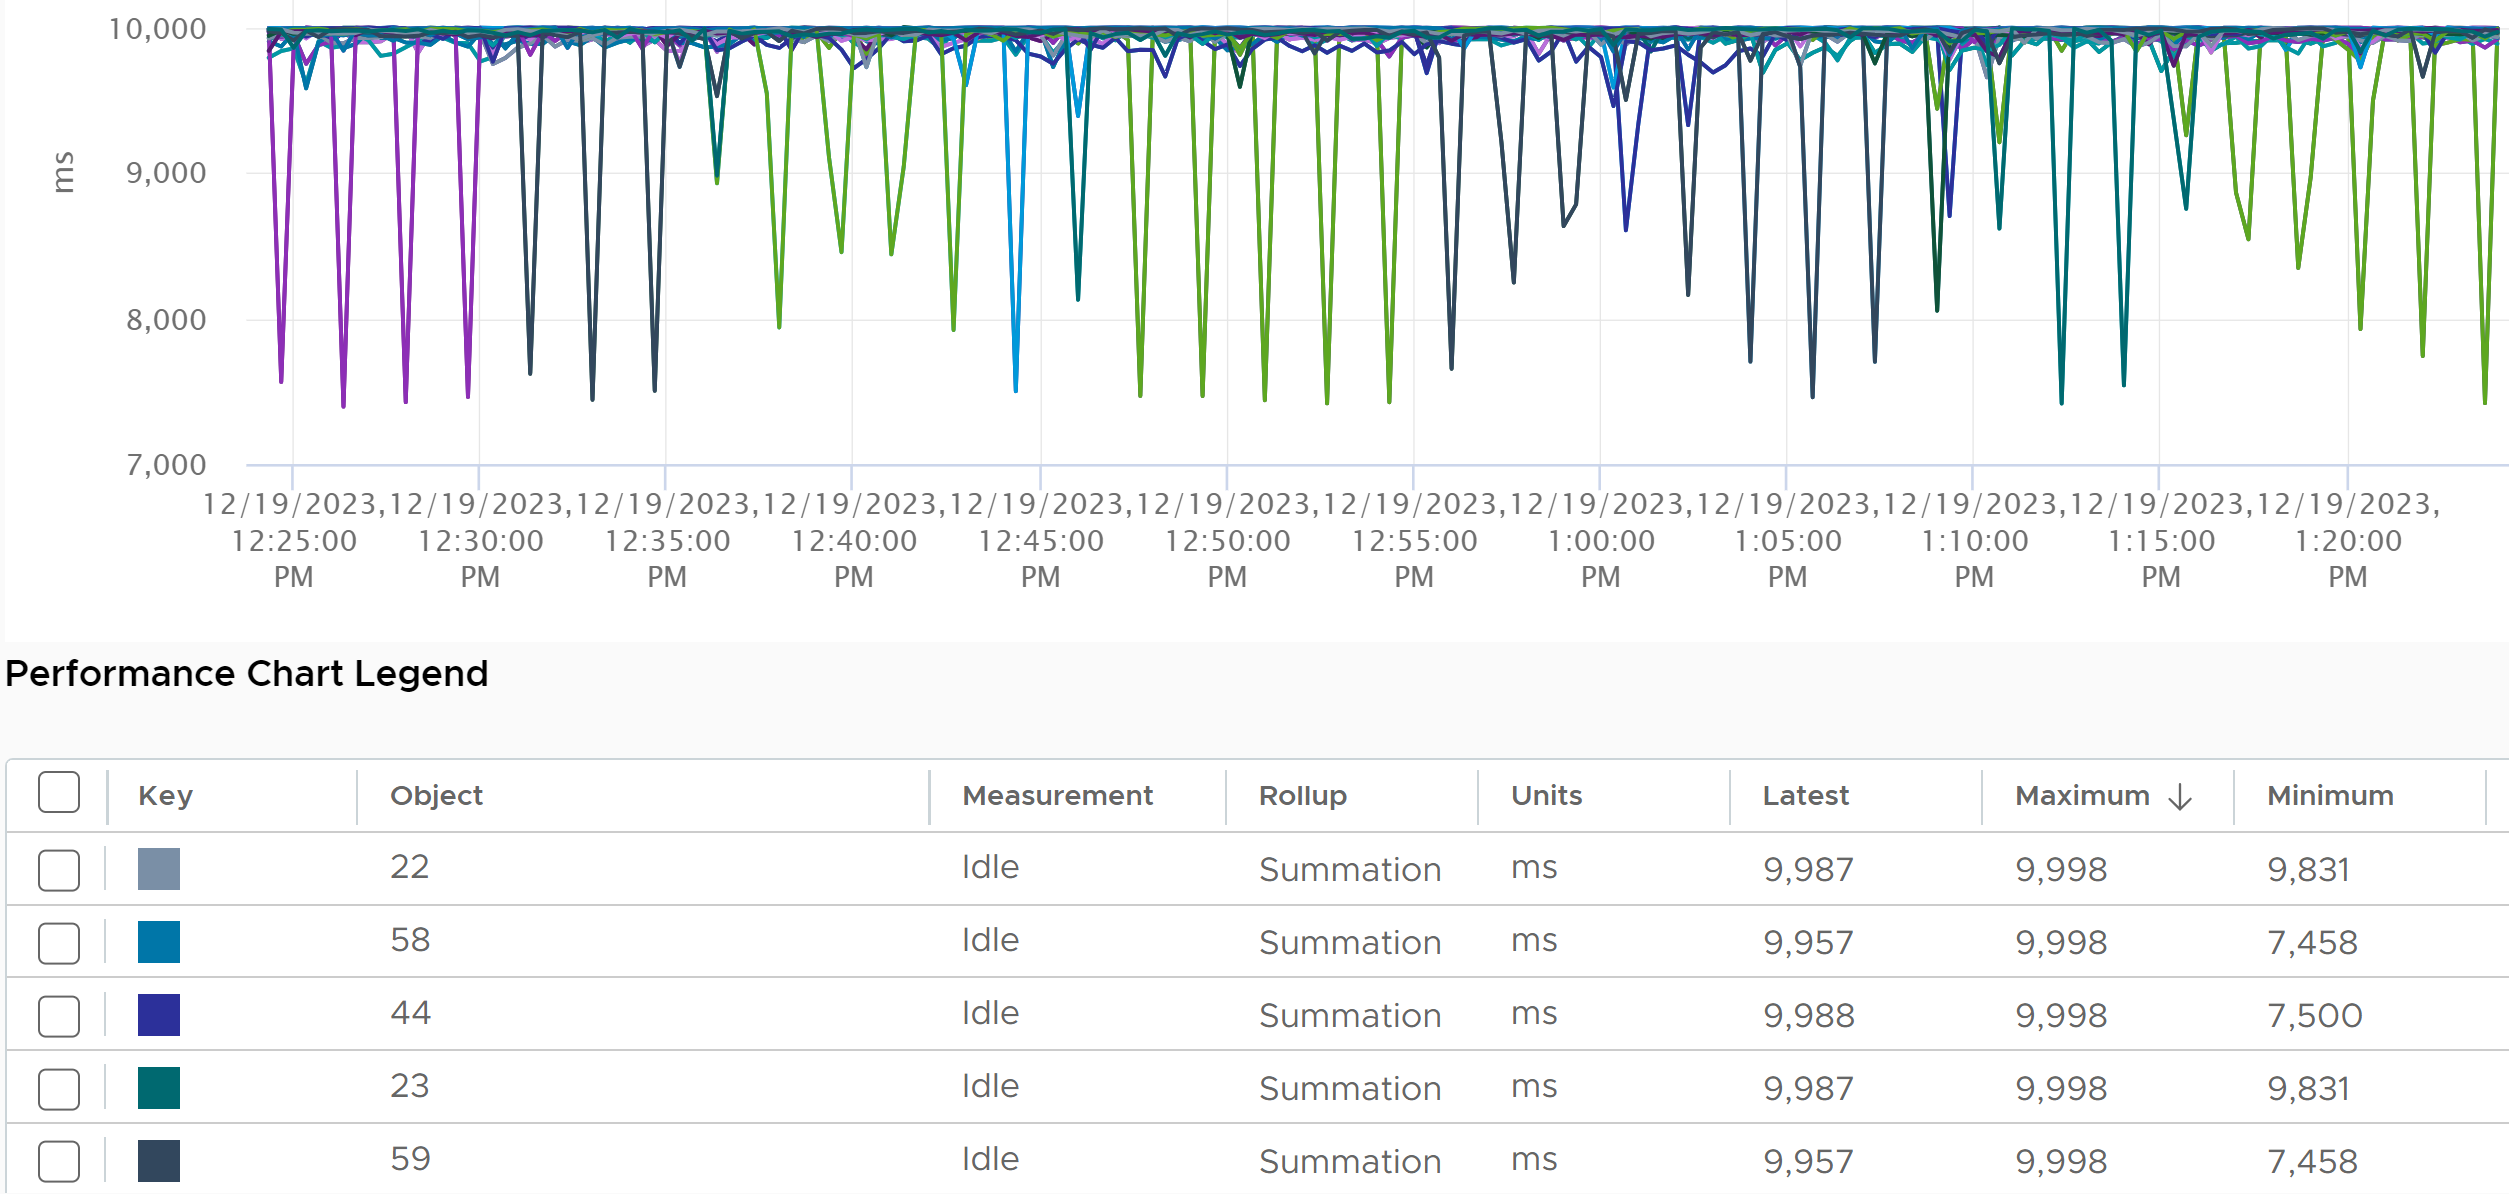 10,000
9,000
8,000
7,000
ms
12/19/2023, 12/19/2023, 12/19/2023, 12/19/2023, 12/19/2023, 12/19/2023, 12/19/2023, 12/19/2023, 12/19/2023, 12/19/2023, 12/19/2023, 12/19/2023,
12:25:00 12:30:00 12:35:00 12:40:00 12:45:00 12:50:00 12:55:00 1:00:00 1:05:00 1:10:00 1:15:00 1:20:00
PM PM PM PM PM PM PM PM PM PM PM PM
Performance Chart Legend
Key Object Measurement Rollup Units Latest Maximum Minimum
22 Idle Summation ms 9,987 9,998 9,831
58 Idle Summation ms 9,957 9,998 7,458
44 Idle Summation ms 9,988 9,998 7,500
23 Idle Summation ms 9,987 9,998 9,831
59 Idle Summation ms 9,957 9,998 7,458